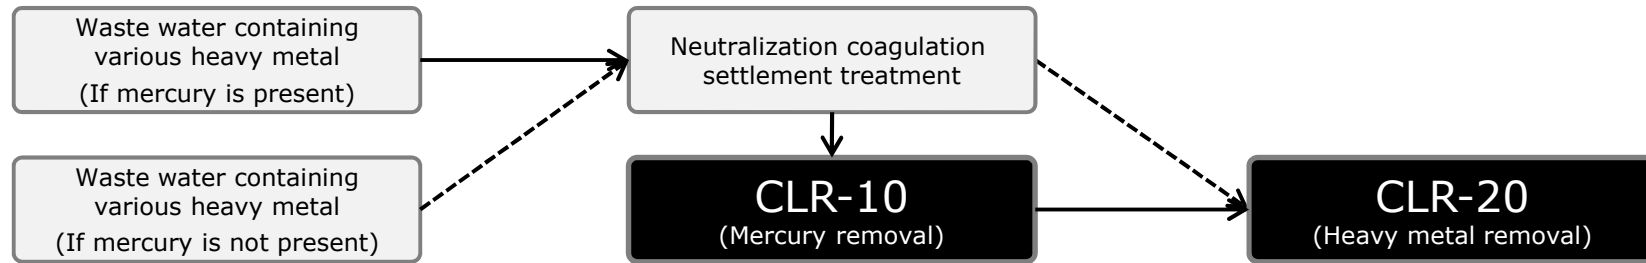 Waste water containing
various heavy metal
(If mercury is present)
Neutralization coagulation
settlement treatment
Waste water containing
various heavy metal
(If mercury is not present)
CLR-10
(Mercury removal)
CLR-20
(Heavy metal removal)